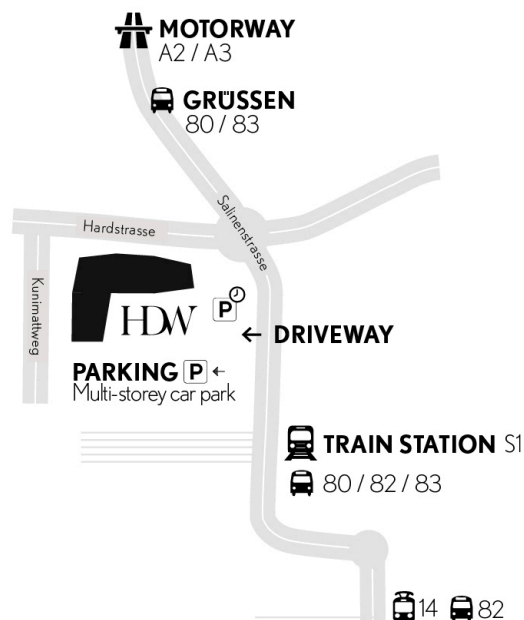 MOTORWAY
A2 / A3
GRÜSSEN
80 / 83
Salinenstrasse
Hardstrasse
Kunimattweg
HDW
P
← DRIVEWAY
PARKING P ←
Multi-storey car park
TRAIN STATION S1
80 / 82 / 83
14 82